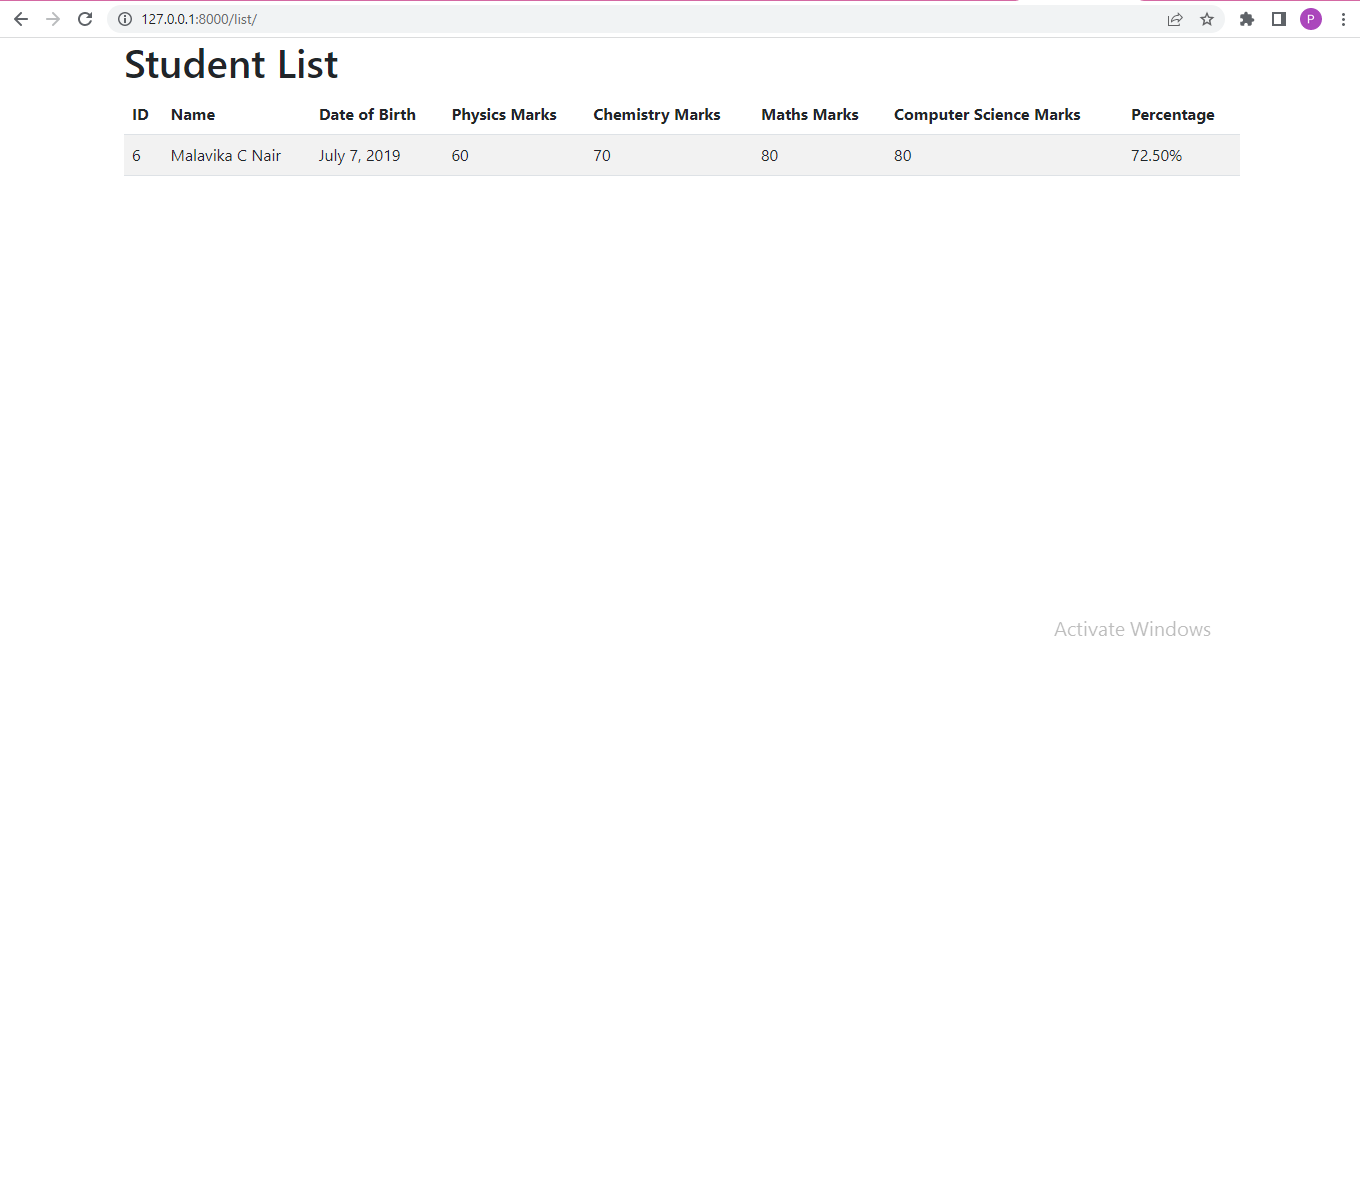 127.0.0.1:8000/list/
P
Student List
ID Name Date of Birth Physics Marks Chemistry Marks Maths Marks Computer Science Marks Percentage
6 Malavika C Nair July 7, 2019 60 70 80 80 72.50%
Activate Windows